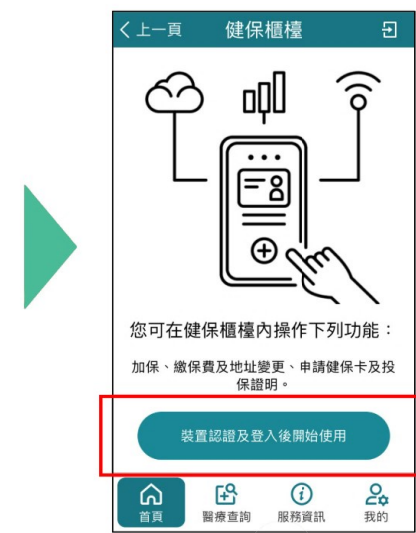 上一頁 健保櫃檯
您可在健保櫃檯內操作下列功能：
加保、繳保費及地址變更、申請健保卡及投
保證明。
裝置認證及登入後開始使用
首頁 醫療查詢 服務資訊 我的